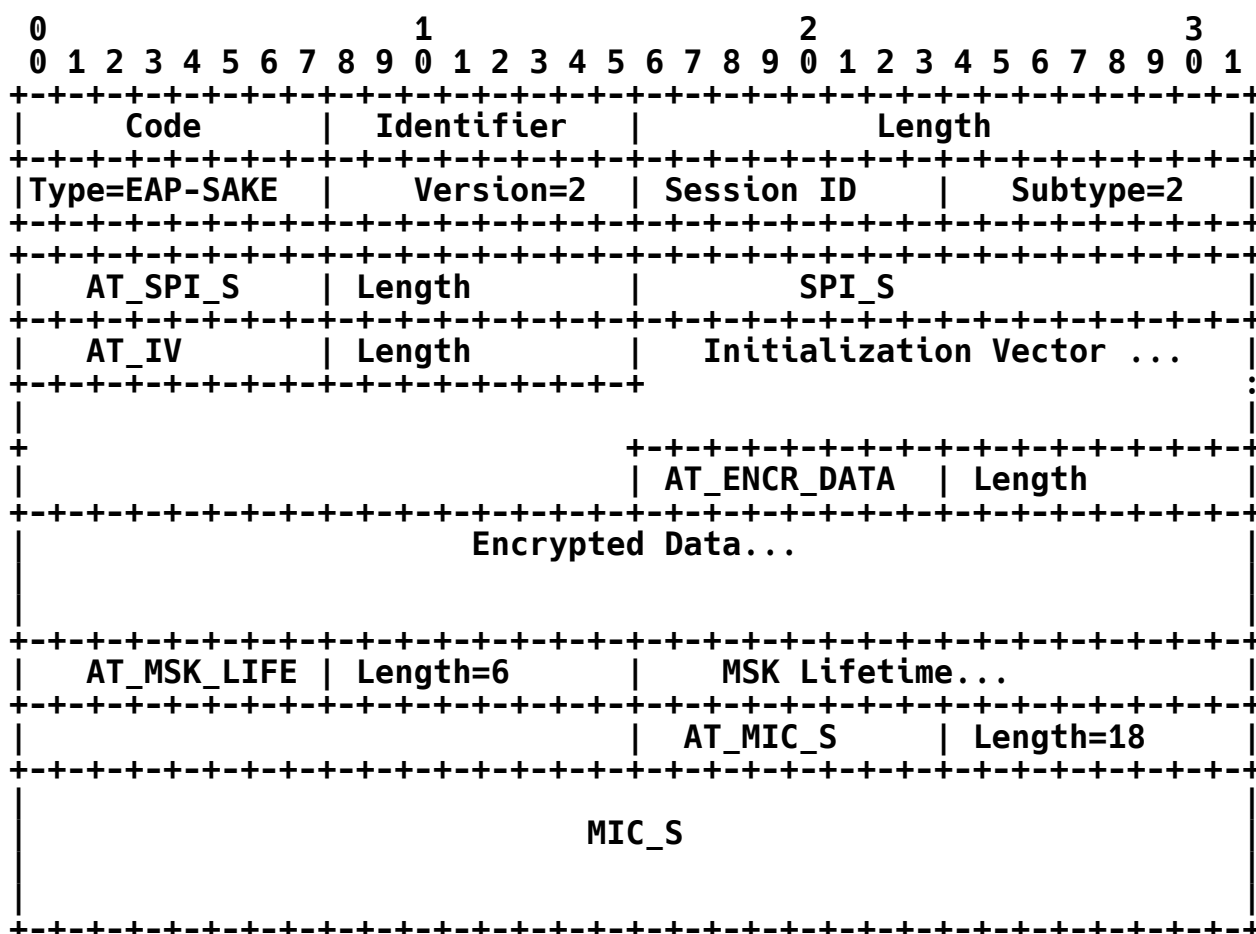 0                   1                   2                   3
 0 1 2 3 4 5 6 7 8 9 0 1 2 3 4 5 6 7 8 9 0 1 2 3 4 5 6 7 8 9 0 1
+-+-+-+-+-+-+-+-+-+-+-+-+-+-+-+-+-+-+-+-+-+-+-+-+-+-+-+-+-+-+-+-+
|     Code      |  Identifier   |            Length             |
+-+-+-+-+-+-+-+-+-+-+-+-+-+-+-+-+-+-+-+-+-+-+-+-+-+-+-+-+-+-+-+-+
|Type=EAP-SAKE  |    Version=2  | Session ID    |   Subtype=2   |
+-+-+-+-+-+-+-+-+-+-+-+-+-+-+-+-+-+-+-+-+-+-+-+-+-+-+-+-+-+-+-+-+
+-+-+-+-+-+-+-+-+-+-+-+-+-+-+-+-+-+-+-+-+-+-+-+-+-+-+-+-+-+-+-+-+
|   AT_SPI_S    | Length        |        SPI_S                  |
+-+-+-+-+-+-+-+-+-+-+-+-+-+-+-+-+-+-+-+-+-+-+-+-+-+-+-+-+-+-+-+-+
|   AT_IV       | Length        |   Initialization Vector ...   |
+-+-+-+-+-+-+-+-+-+-+-+-+-+-+-+-+                               :
|                                                               |
+                               +-+-+-+-+-+-+-+-+-+-+-+-+-+-+-+-+
|                               | AT_ENCR_DATA  | Length        |
+-+-+-+-+-+-+-+-+-+-+-+-+-+-+-+-+-+-+-+-+-+-+-+-+-+-+-+-+-+-+-+-+
|                       Encrypted Data...                       |
|                                                               |
|                                                               |
+-+-+-+-+-+-+-+-+-+-+-+-+-+-+-+-+-+-+-+-+-+-+-+-+-+-+-+-+-+-+-+-+
|   AT_MSK_LIFE | Length=6      |    MSK Lifetime...            |
+-+-+-+-+-+-+-+-+-+-+-+-+-+-+-+-+-+-+-+-+-+-+-+-+-+-+-+-+-+-+-+-+
|                               |  AT_MIC_S     | Length=18     |
+-+-+-+-+-+-+-+-+-+-+-+-+-+-+-+-+-+-+-+-+-+-+-+-+-+-+-+-+-+-+-+-+
|                                                               |
|                             MIC_S                             |
|                                                               |
|                                                               |
+-+-+-+-+-+-+-+-+-+-+-+-+-+-+-+-+-+-+-+-+-+-+-+-+-+-+-+-+-+-+-+-+